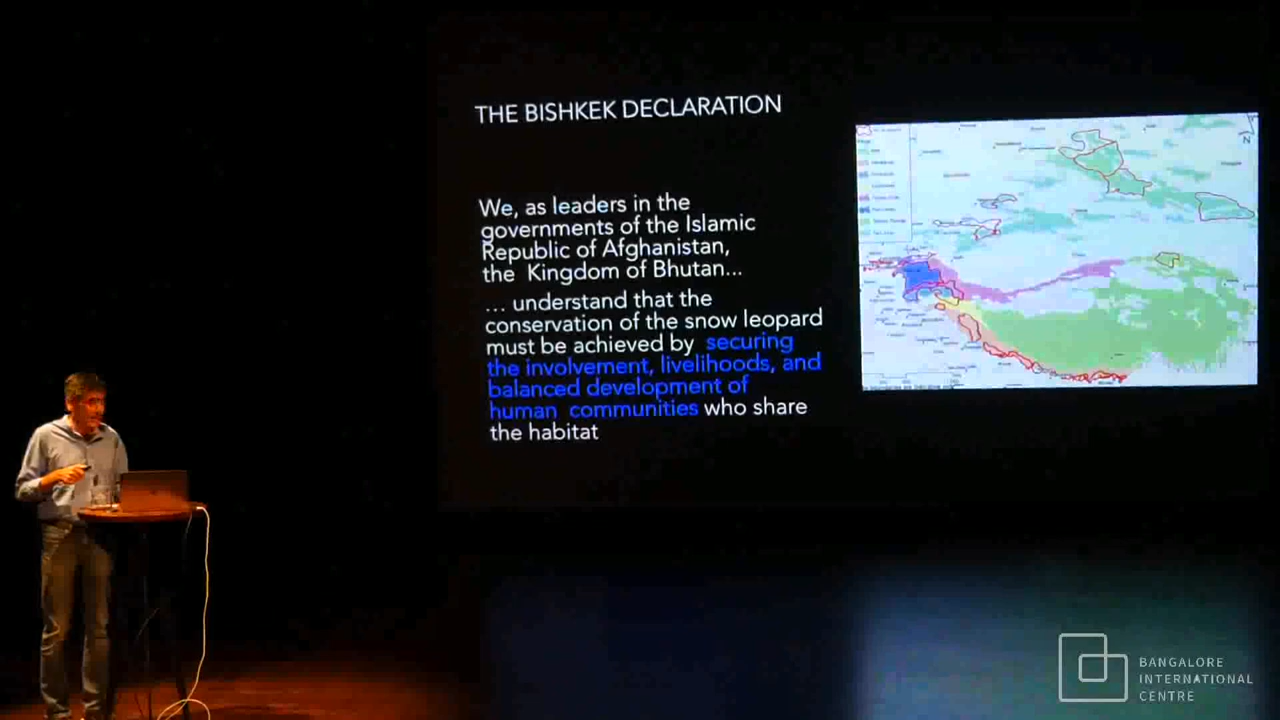 THE BISHKEK DECLARATION
We, as leaders in the
governments of the Islamic
Republic of Afghanistan,
the Kingdom of Bhutan...
... understand that the
conservation of the snow leopard
must be achieved by securing
the involvement, livelihoods, and
balanced development of
human communities who share
the habitat
N
BANGALORE
INTERNATIONAL
CENTRE